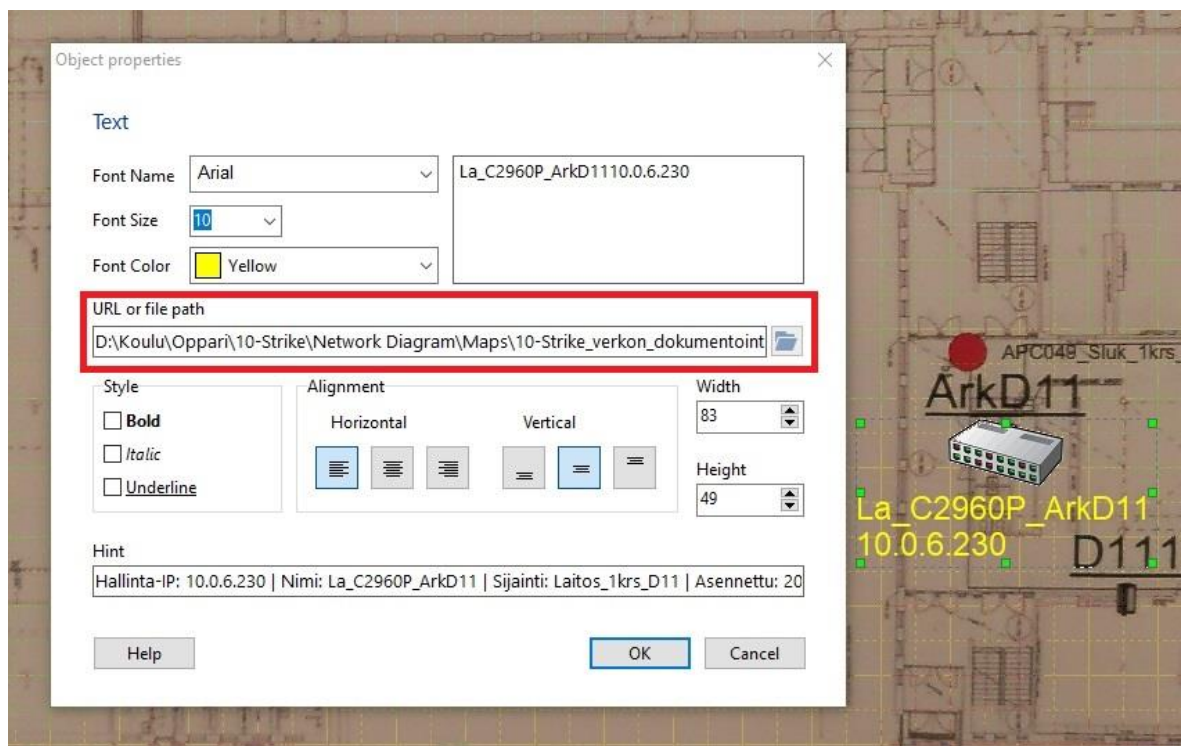 Object properties
Text
Font Name
Arial
La_C2960P_ArkD1110.0.6.230
Font Size
10
Font Color
Yellow
URL or file path
D:\Koulu\Oppari\10-Strike\Network Diagram\Maps\10-Strike_verkon_dokumentoint
Style
Bold
Italic
Underline
Alignment
Horizontal
Vertical
Width
83
Height
49
Hint
Hallinta-IP: 10.0.6.230 | Nimi: La_C2960P_ArkD11 | Sijainti: Laitos_1krs_D11 | Asennettu: 20
Help
OK
Cancel
APC049_Sluk_1krs_
ArkD11
La_C2960P_ArkD11
10.0.6.230
D111